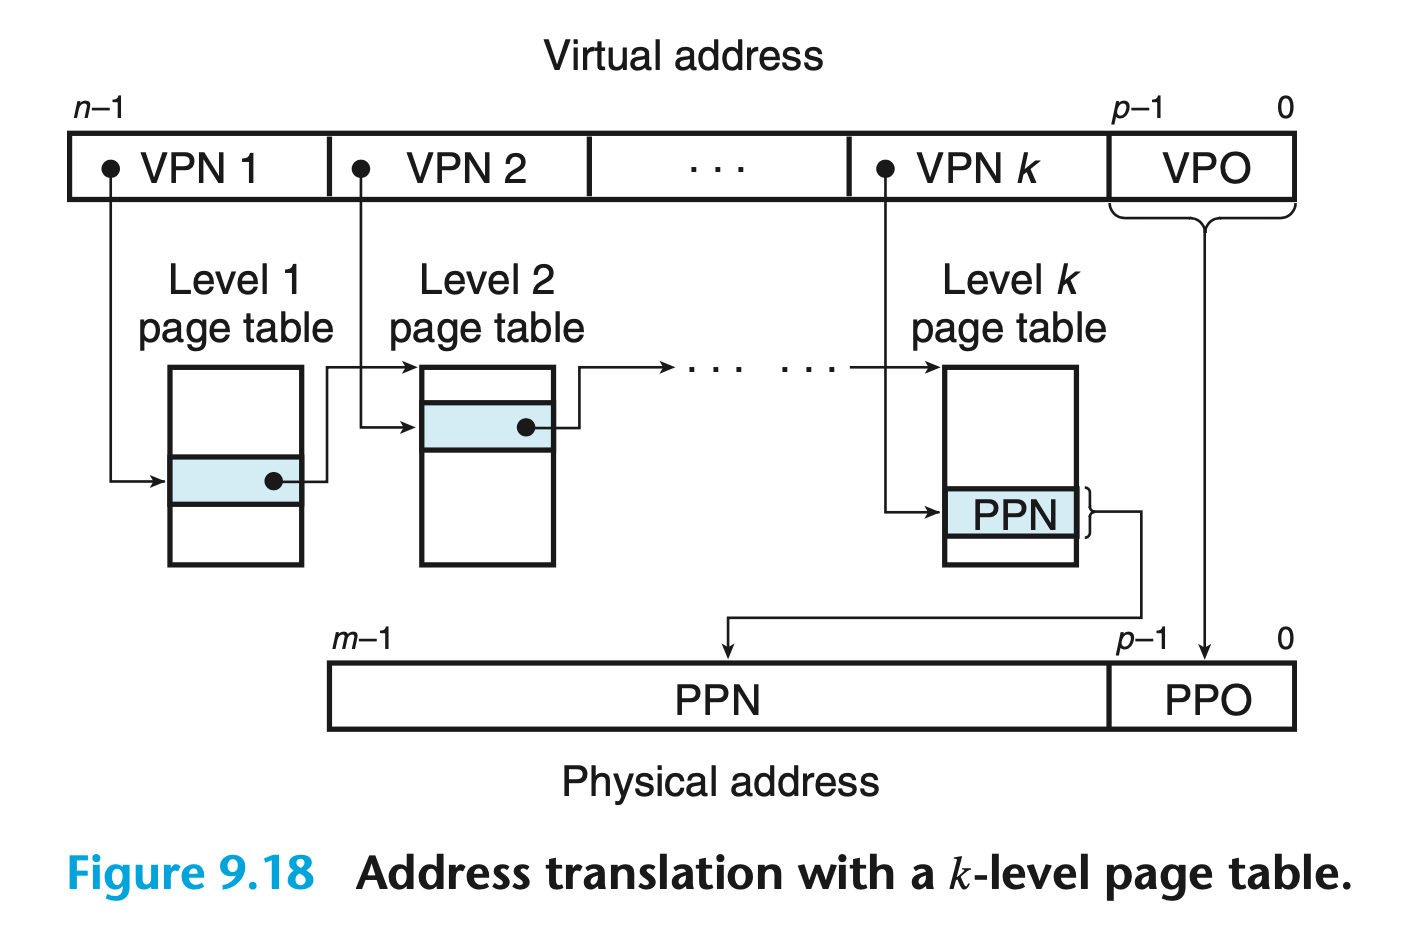 Virtual address
n–1 p–1 0
VPN 1 VPN 2 · · · VPN k VPO
Level 1 Level 2 Level k
page table page table page table
· · · · · ·
PPN
m–1 p–1 0
PPN PPO
Physical address
Figure 9.18 Address translation with a k-level page table.